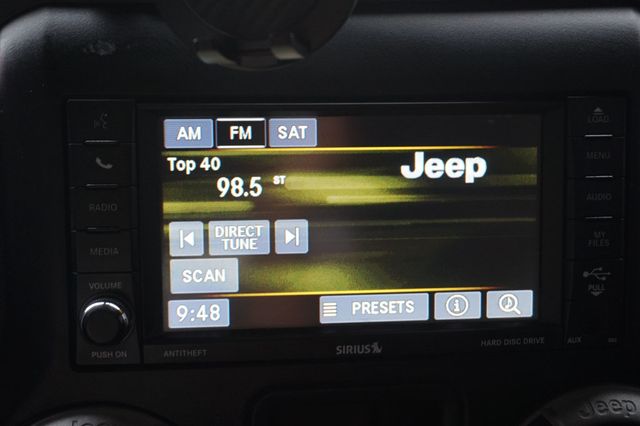 LOAD
AM FM SAT
MENU
Top 40
Jeep
98.5 ST
RADIO
AUDIO
DIRECT
TUNE
MY
FILES
MEDIA
SCAN
VOLUME
PULL
9:48 PRESETS
PUSH ON
ANTITHEFT
SIRIUS
HARD DISC DRIVE
AUX
Jeep